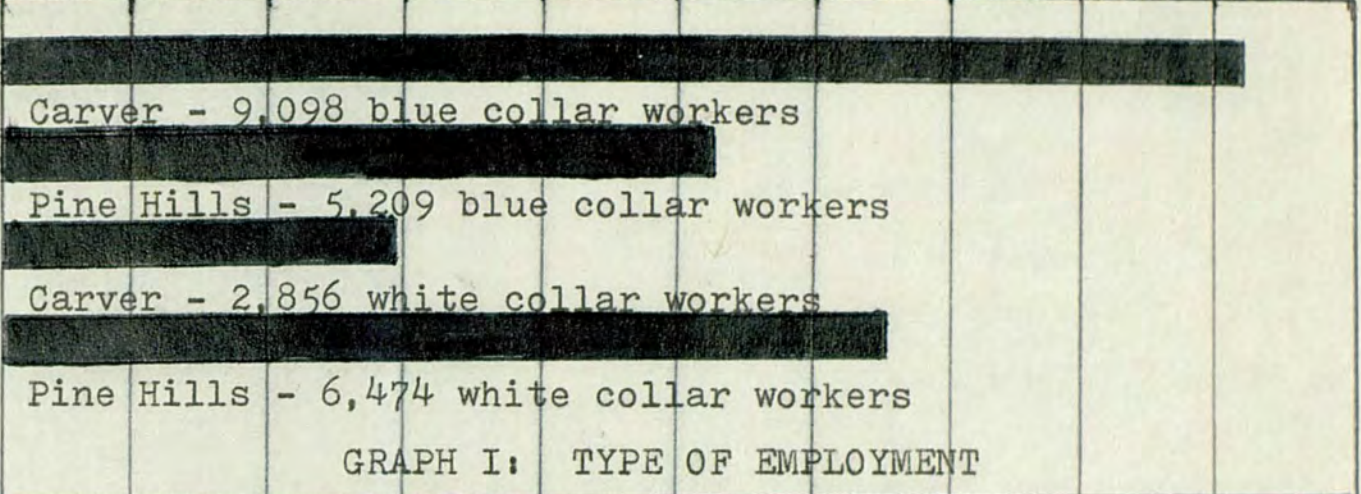 Carver - 9,098 blue collar workers
Pine Hills - 5,209 blue collar workers
Carver - 2,856 white collar workers
Pine Hills - 6,474 white collar workers
GRAPH I: TYPE OF EMPLOYMENT